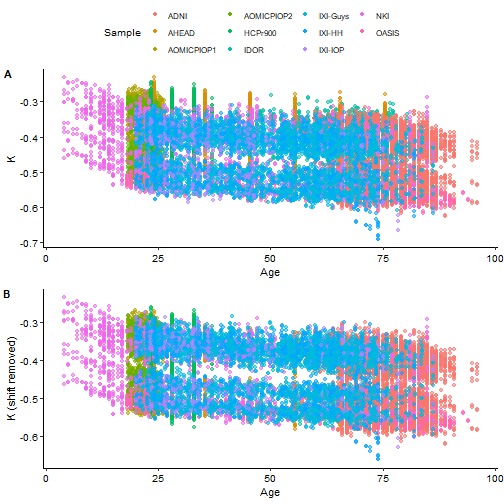 ADNI AOMICPIOP2 IXI-Guys NKI
Sample AHEAD HCPr900 IXI-HH OASIS
AOMICPIOP1 IDOR IXI-IOP
A
-0.3
-0.4
K
-0.5
-0.6
-0.7
0 25 50 75 100
Age
B
-0.3
-0.4
K (shift removed)
-0.5
-0.6
0 25 50 75 100
Age